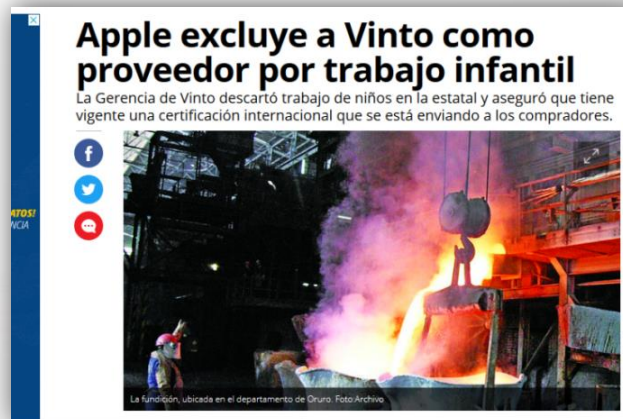 Apple excluye a Vinto como
proveedor por trabajo infantil
La Gerencia de Vinto descartó trabajo de niños en la estatal y aseguró que tiene
vigente una certificación internacional que se está enviando a los compradores.
ATOS!
NCIA
La fundición, ubicada en el departamento de Oruro. Foto:Archivo